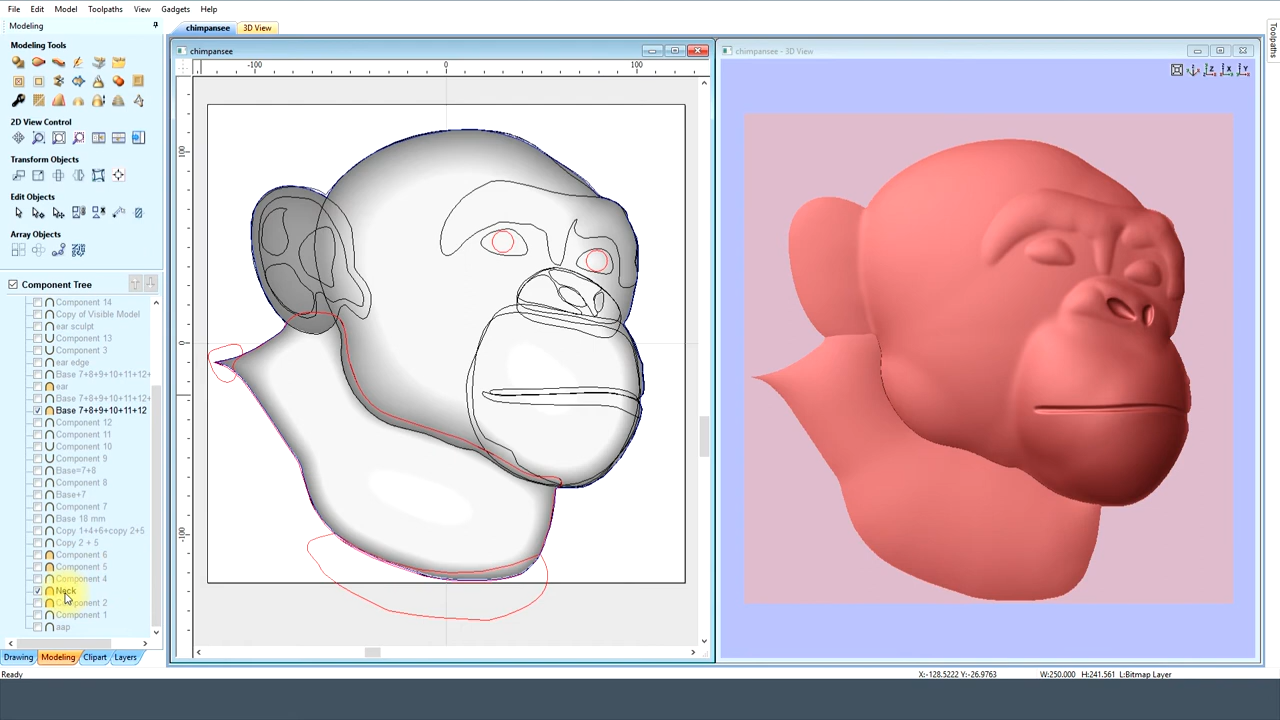 File Edit Model Toolpaths View Gadgets Help
Modeling
chimpansee 3D View
Toolpaths
Modeling Tools
2D View Control
Transform Objects
Edit Objects
Array Objects
Component Tree
Component 14
Copy of Visible Model
ear sculpt
Component 13
Component 3
ear edge
Base 7+8+9+10+11+12+
ear
Base 7+8+9+10+11+12+
Base 7+8+9+10+11+12
Component 12
Component 11
Component 10
Component 9
Base=7+8
Component 8
Base+7
Component 7
Base 18 mm
Copy 1+4+6+copy 2+5
Copy 2 + 5
Component 6
Component 5
Component 4
Neck
Component 2
Component 1
aap
Drawing Modeling Clipart Layers
chimpansee
-100 0 100
100
0
-100
chimpansee - 3D View
Z X Y
Ready
X:-128.5222 Y:-26.9763 W:250.000 H:241.561 L:Bitmap Layer